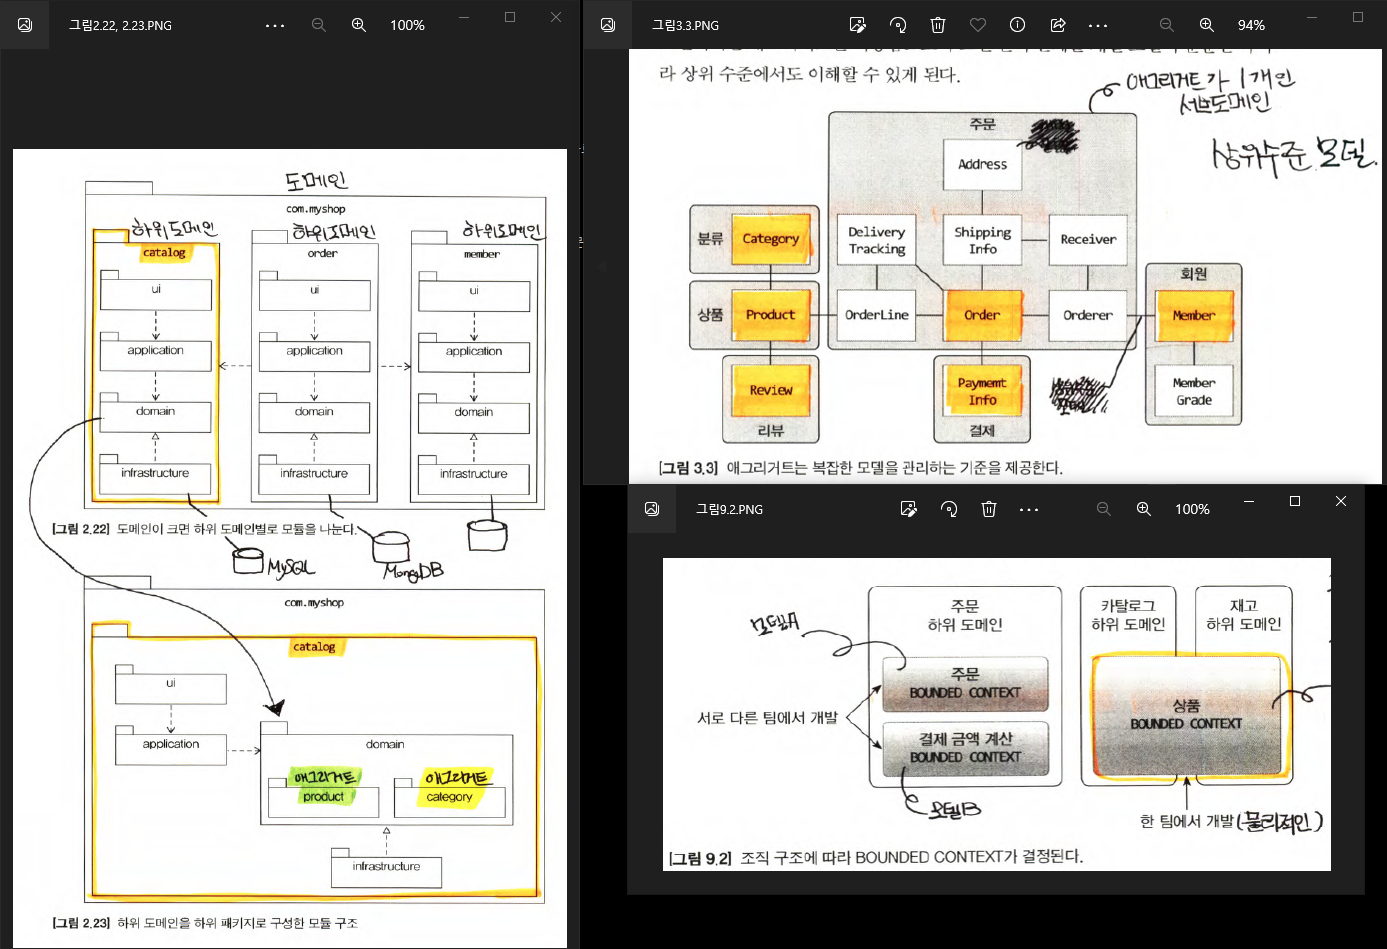 그림2.22, 2.23.PNG
100%
도메인
com.myshop
하위도메인
하위도메인
하위도메인
catalog
order
member
ui
ui
ui
application
application
application
domain
domain
domain
infrastructure
infrastructure
infrastructure
[그림 2.22] 도메인이 크면 하위 도메인별로 모듈을 나눈다.
MySQL
MongoDB
com.myshop
catalog
ui
application
domain
애그리거트
애그리거트
product
category
infrastructure
[그림 2.23] 하위 도메인을 하위 패키지로 구성한 모듈 구조
그림3.3.PNG
94%
라 상위 수준에서도 이해할 수 있게 된다.
애그리거트가 1개인
서브도메인
상위수준 모델.
주문
Address
분류
Category
Delivery
Tracking
Shipping
Info
Receiver
회원
상품
Product
OrderLine
Order
Orderer
Member
Review
Paymemt
Info
Member
Grade
리뷰
결제
[그림 3.3] 애그리거트는 복잡한 모델을 관리하는 기준을 제공한다.
그림9.2.PNG
100%
주문
하위 도메인
카탈로그
하위 도메인
재고
하위 도메인
모델A
주문
BOUNDED CONTEXT
서로 다른 팀에서 개발
상품
BOUNDED CONTEXT
결제 금액 계산
BOUNDED CONTEXT
모델B
한 팀에서 개발(물리적인)
[그림 9.2] 조직 구조에 따라 BOUNDED CONTEXT가 결정된다.